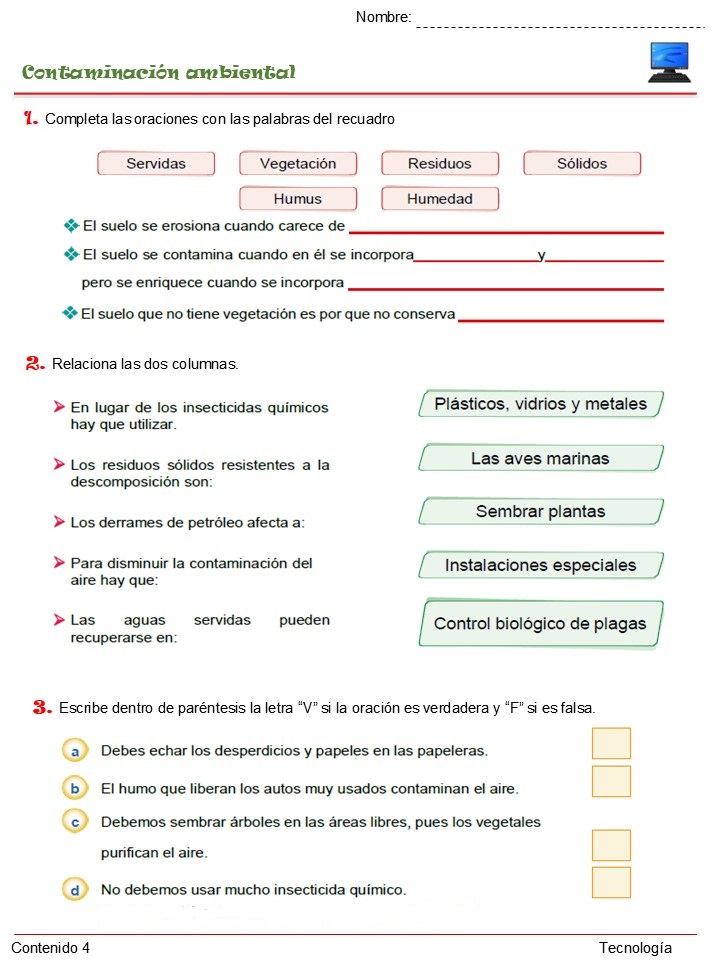 Nombre:
Contaminación ambiental
1. Completa las oraciones con las palabras del recuadro
Servidas Vegetación Residuos Sólidos
Humus Humedad
El suelo se erosiona cuando carece de
El suelo se contamina cuando en él se incorpora y
pero se enriquece cuando se incorpora
El suelo que no tiene vegetación es por que no conserva
2. Relaciona las dos columnas.
En lugar de los insecticidas químicos
hay que utilizar.
Plásticos, vidrios y metales
Los residuos sólidos resistentes a la
descomposición son:
Las aves marinas
Los derrames de petróleo afecta a:
Sembrar plantas
Para disminuir la contaminación del
aire hay que:
Instalaciones especiales
Las aguas servidas pueden
recuperarse en:
Control biológico de plagas
3. Escribe dentro de paréntesis la letra “V” si la oración es verdadera y “F” si es falsa.
a Debes echar los desperdicios y papeles en las papeleras.
b El humo que liberan los autos muy usados contaminan el aire.
c Debemos sembrar árboles en las áreas libres, pues los vegetales
purifican el aire.
d No debemos usar mucho insecticida químico.
Contenido 4 Tecnología